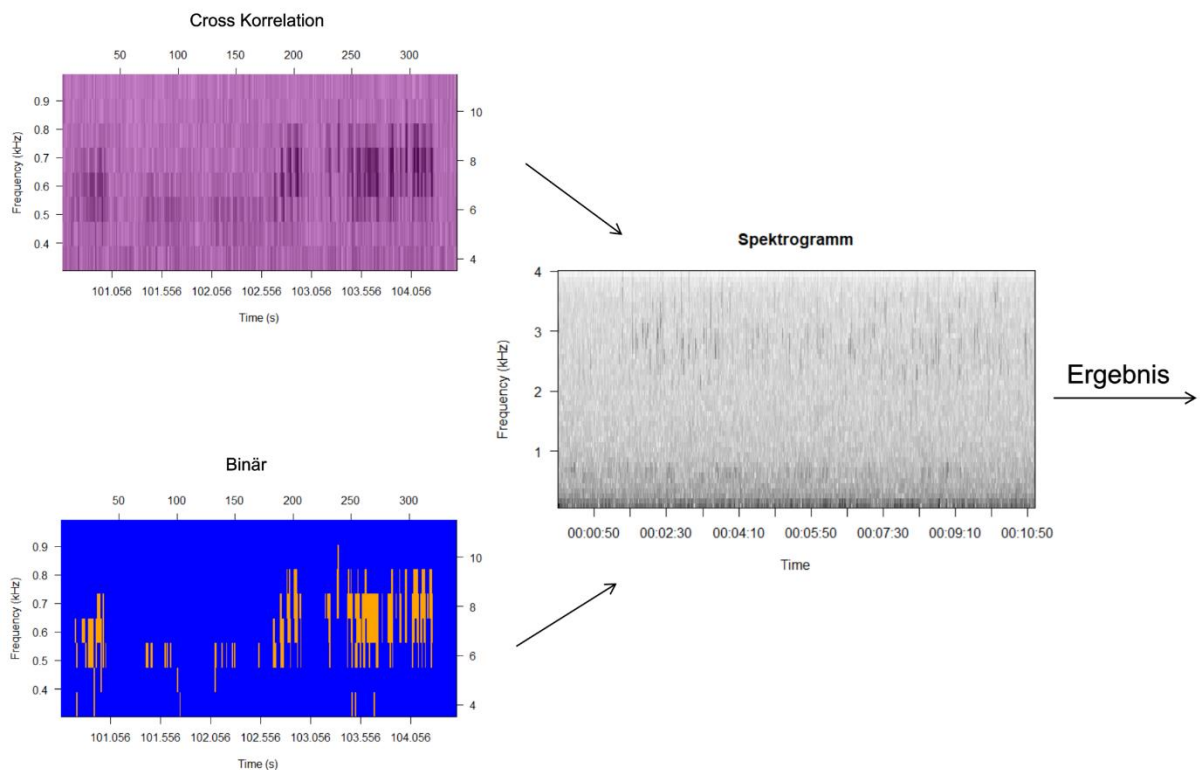 Cross Korrelation
50 100 150 200 250 300
0.9
0.8
0.7
0.6
0.5
0.4
Frequency (kHz)
10
8
6
4
101.056 101.556 102.056 102.556 103.056 103.556 104.056
Time (s)
Spektrogramm
4
3
2
1
Frequency (kHz)
00:00:50 00:02:30 00:04:10 00:05:50 00:07:30 00:09:10 00:10:50
Time
Ergebnis
Binär
50 100 150 200 250 300
0.9
0.8
0.7
0.6
0.5
0.4
Frequency (kHz)
10
8
6
4
101.056 101.556 102.056 102.556 103.056 103.556 104.056
Time (s)